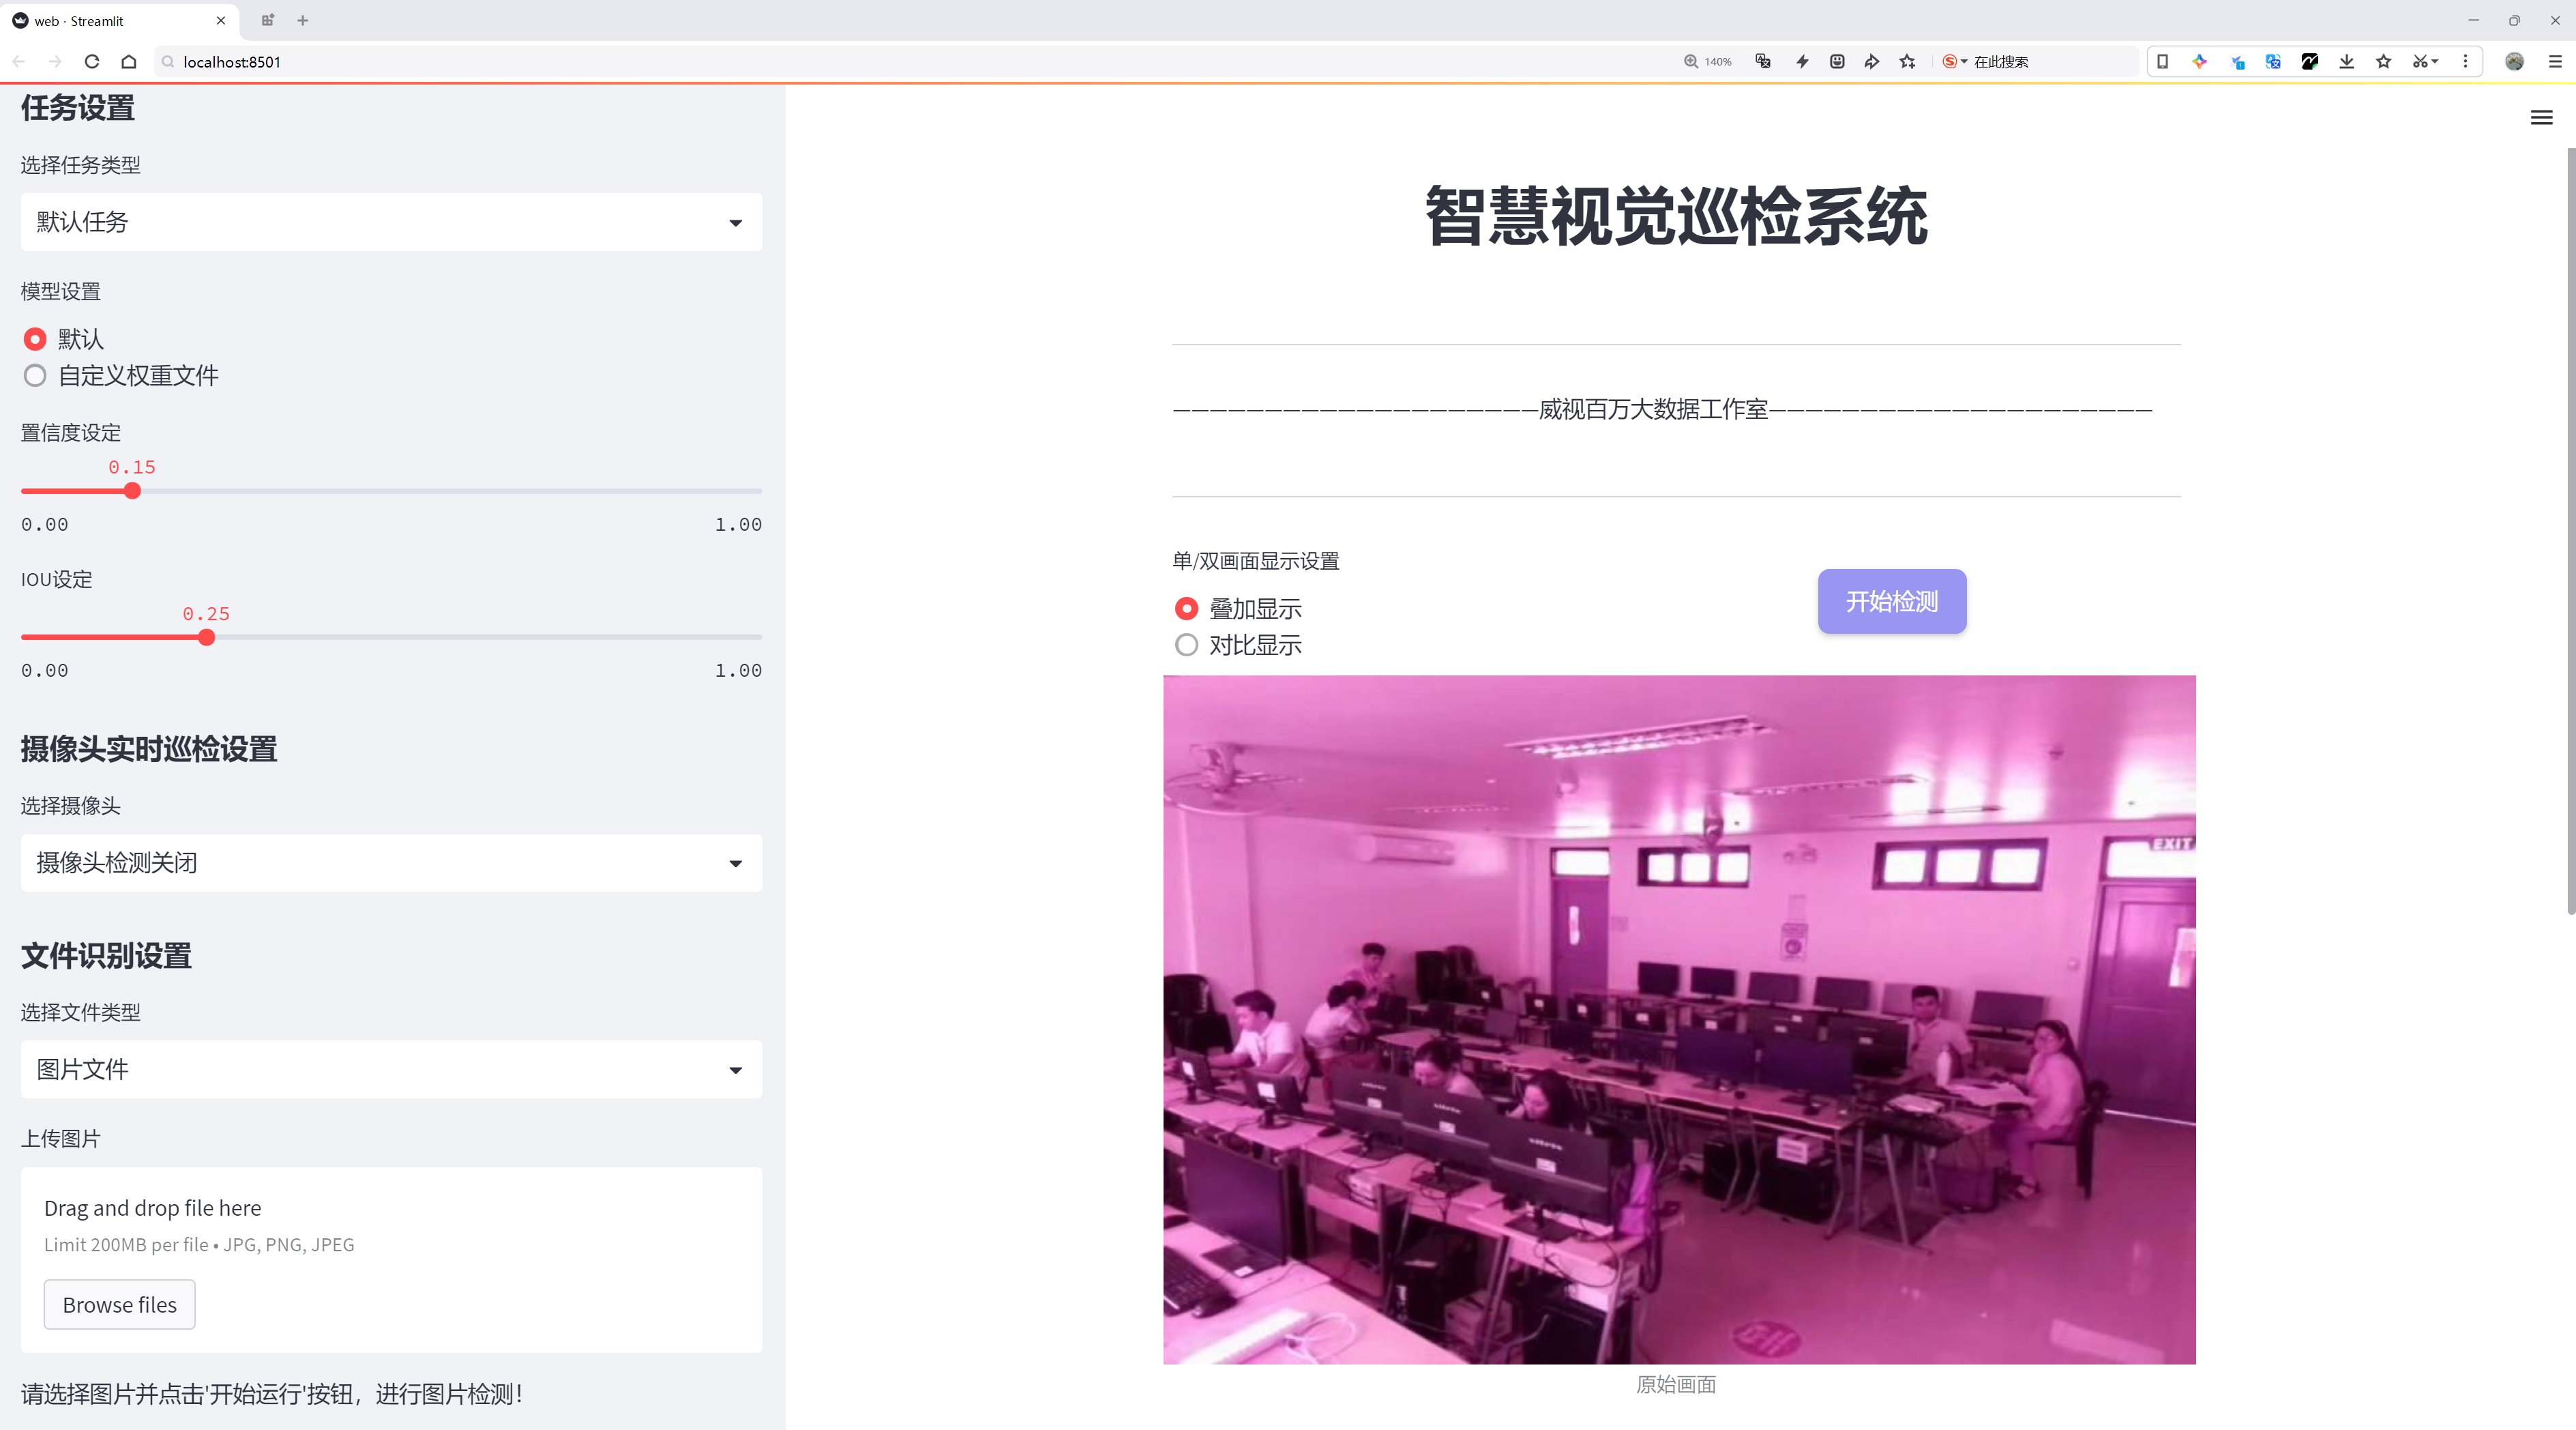 web · Streamlit
localhost:8501
140%
在此搜索
任务设置
选择任务类型
默认任务
模型设置
默认
自定义权重文件
置信度设定
0.15
0.00 1.00
IOU设定
0.25
0.00 1.00
摄像头实时巡检设置
选择摄像头
摄像头检测关闭
文件识别设置
选择文件类型
图片文件
上传图片
Drag and drop file here
Limit 200MB per file • JPG, PNG, JPEG
Browse files
请选择图片并点击'开始运行'按钮，进行图片检测！
智慧视觉巡检系统
————————————————————威视百万大数据工作室—————————————————————
单/双画面显示设置
叠加显示
对比显示
开始检测
EXIT
原始画面